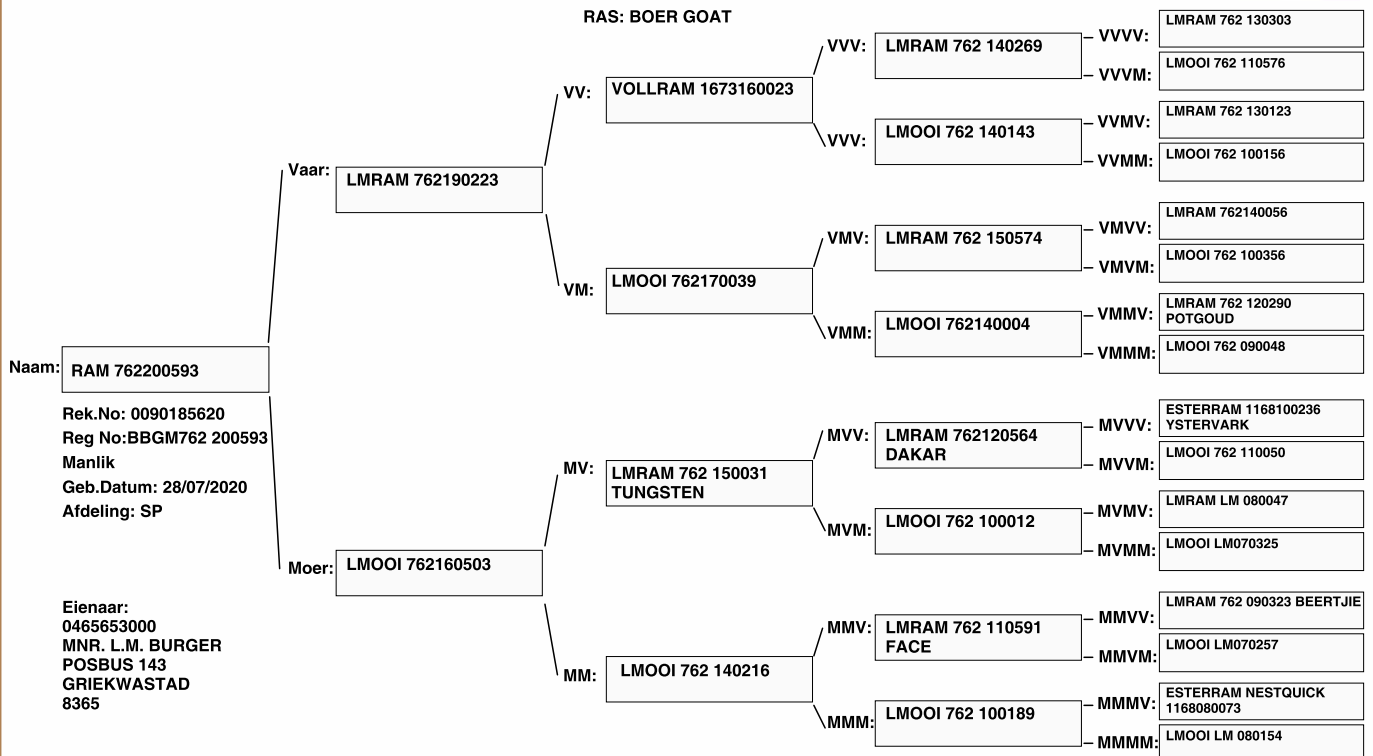 RAS: BOER GOAT
Naam:
RAM 762200593
Rek.No: 0090185620
Reg No:BBGM762 200593
Manlik
Geb.Datum: 28/07/2020
Afdeling: SP
Eienaar:
0465653000
MNR. L.M. BURGER
POSBUS 143
GRIEKWASTAD
8365
Vaar:
LMRAM 762190223
Moer:
LMOOI 762160503
VV:
VOLLRAM 1673160023
VM:
LMOOI 762170039
MV:
LMRAM 762 150031
TUNGSTEN
MM:
LMOOI 762 140216
VVV:
LMRAM 762 140269
VVV:
LMOOI 762 140143
VMV:
LMRAM 762 150574
VMM:
LMOOI 762140004
MVV:
LMRAM 762120564
DAKAR
MVM:
LMOOI 762 100012
MMV:
LMRAM 762 110591
FACE
MMM:
LMOOI 762 100189
VVVV:
LMRAM 762 130303
VVVM:
LMOOI 762 110576
VVMV:
LMRAM 762 130123
VVMM:
LMOOI 762 100156
VMVV:
LMRAM 762140056
VMVM:
LMOOI 762 100356
VMMV:
LMRAM 762 120290
POTGOUD
VMMM:
LMOOI 762 090048
MVVV:
ESTERRAM 1168100236
YSTERVARK
MVVM:
LMOOI 762 110050
MVMV:
LMRAM LM 080047
MVMM:
LMOOI LM070325
MMVV:
LMRAM 762 090323 BEERTJIE
MMVM:
LMOOI LM070257
MMMV:
ESTERRAM NESTQUICK
1168080073
MMMM:
LMOOI LM 080154